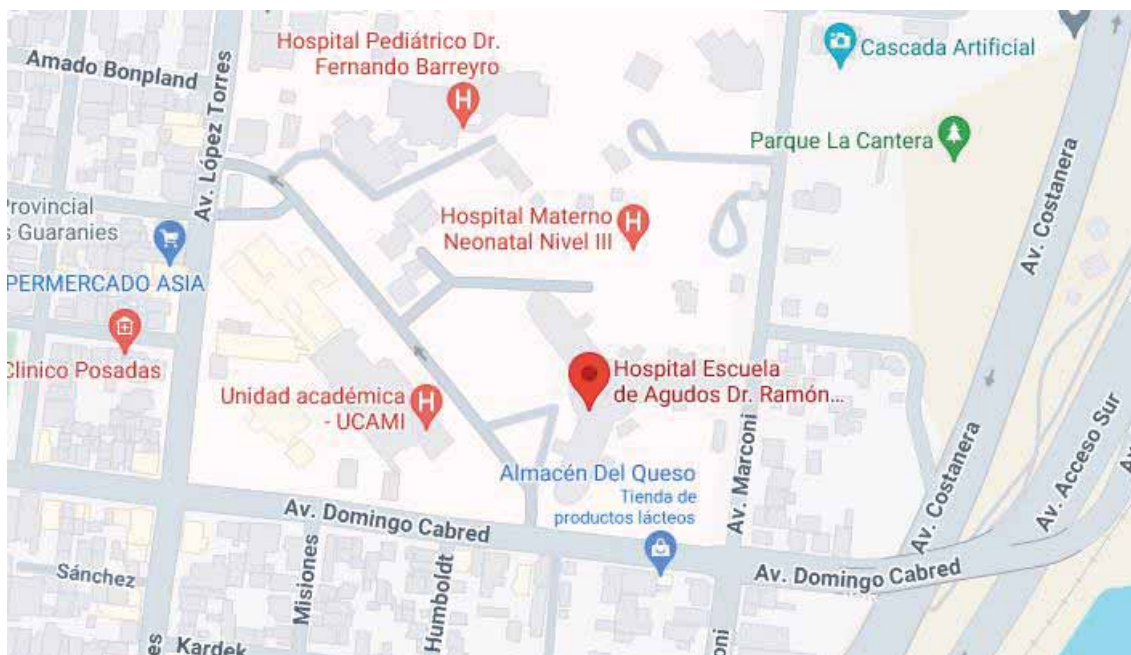 Hospital Pediátrico Dr.
Fernando Barreyro
Amado Bonpland
Av. López Torres
Cascada Artificial
Parque La Cantera
Av. Costanera
Provincial
s Guaranies
Hospital Materno
Neonatal Nivel III
PERMERCADO ASIA
Clinico Posadas
Unidad académica
- UCAMI
Hospital Escuela
de Agudos Dr. Ramón...
Almacén Del Queso
Tienda de
productos lácteos
Av. Marconi
Av. Costanera
Av. Acceso Sur
Av.
Av. Domingo Cabred
Av. Domingo Cabred
Sánchez
Misiones
Humboldt
Kardek
es
oni